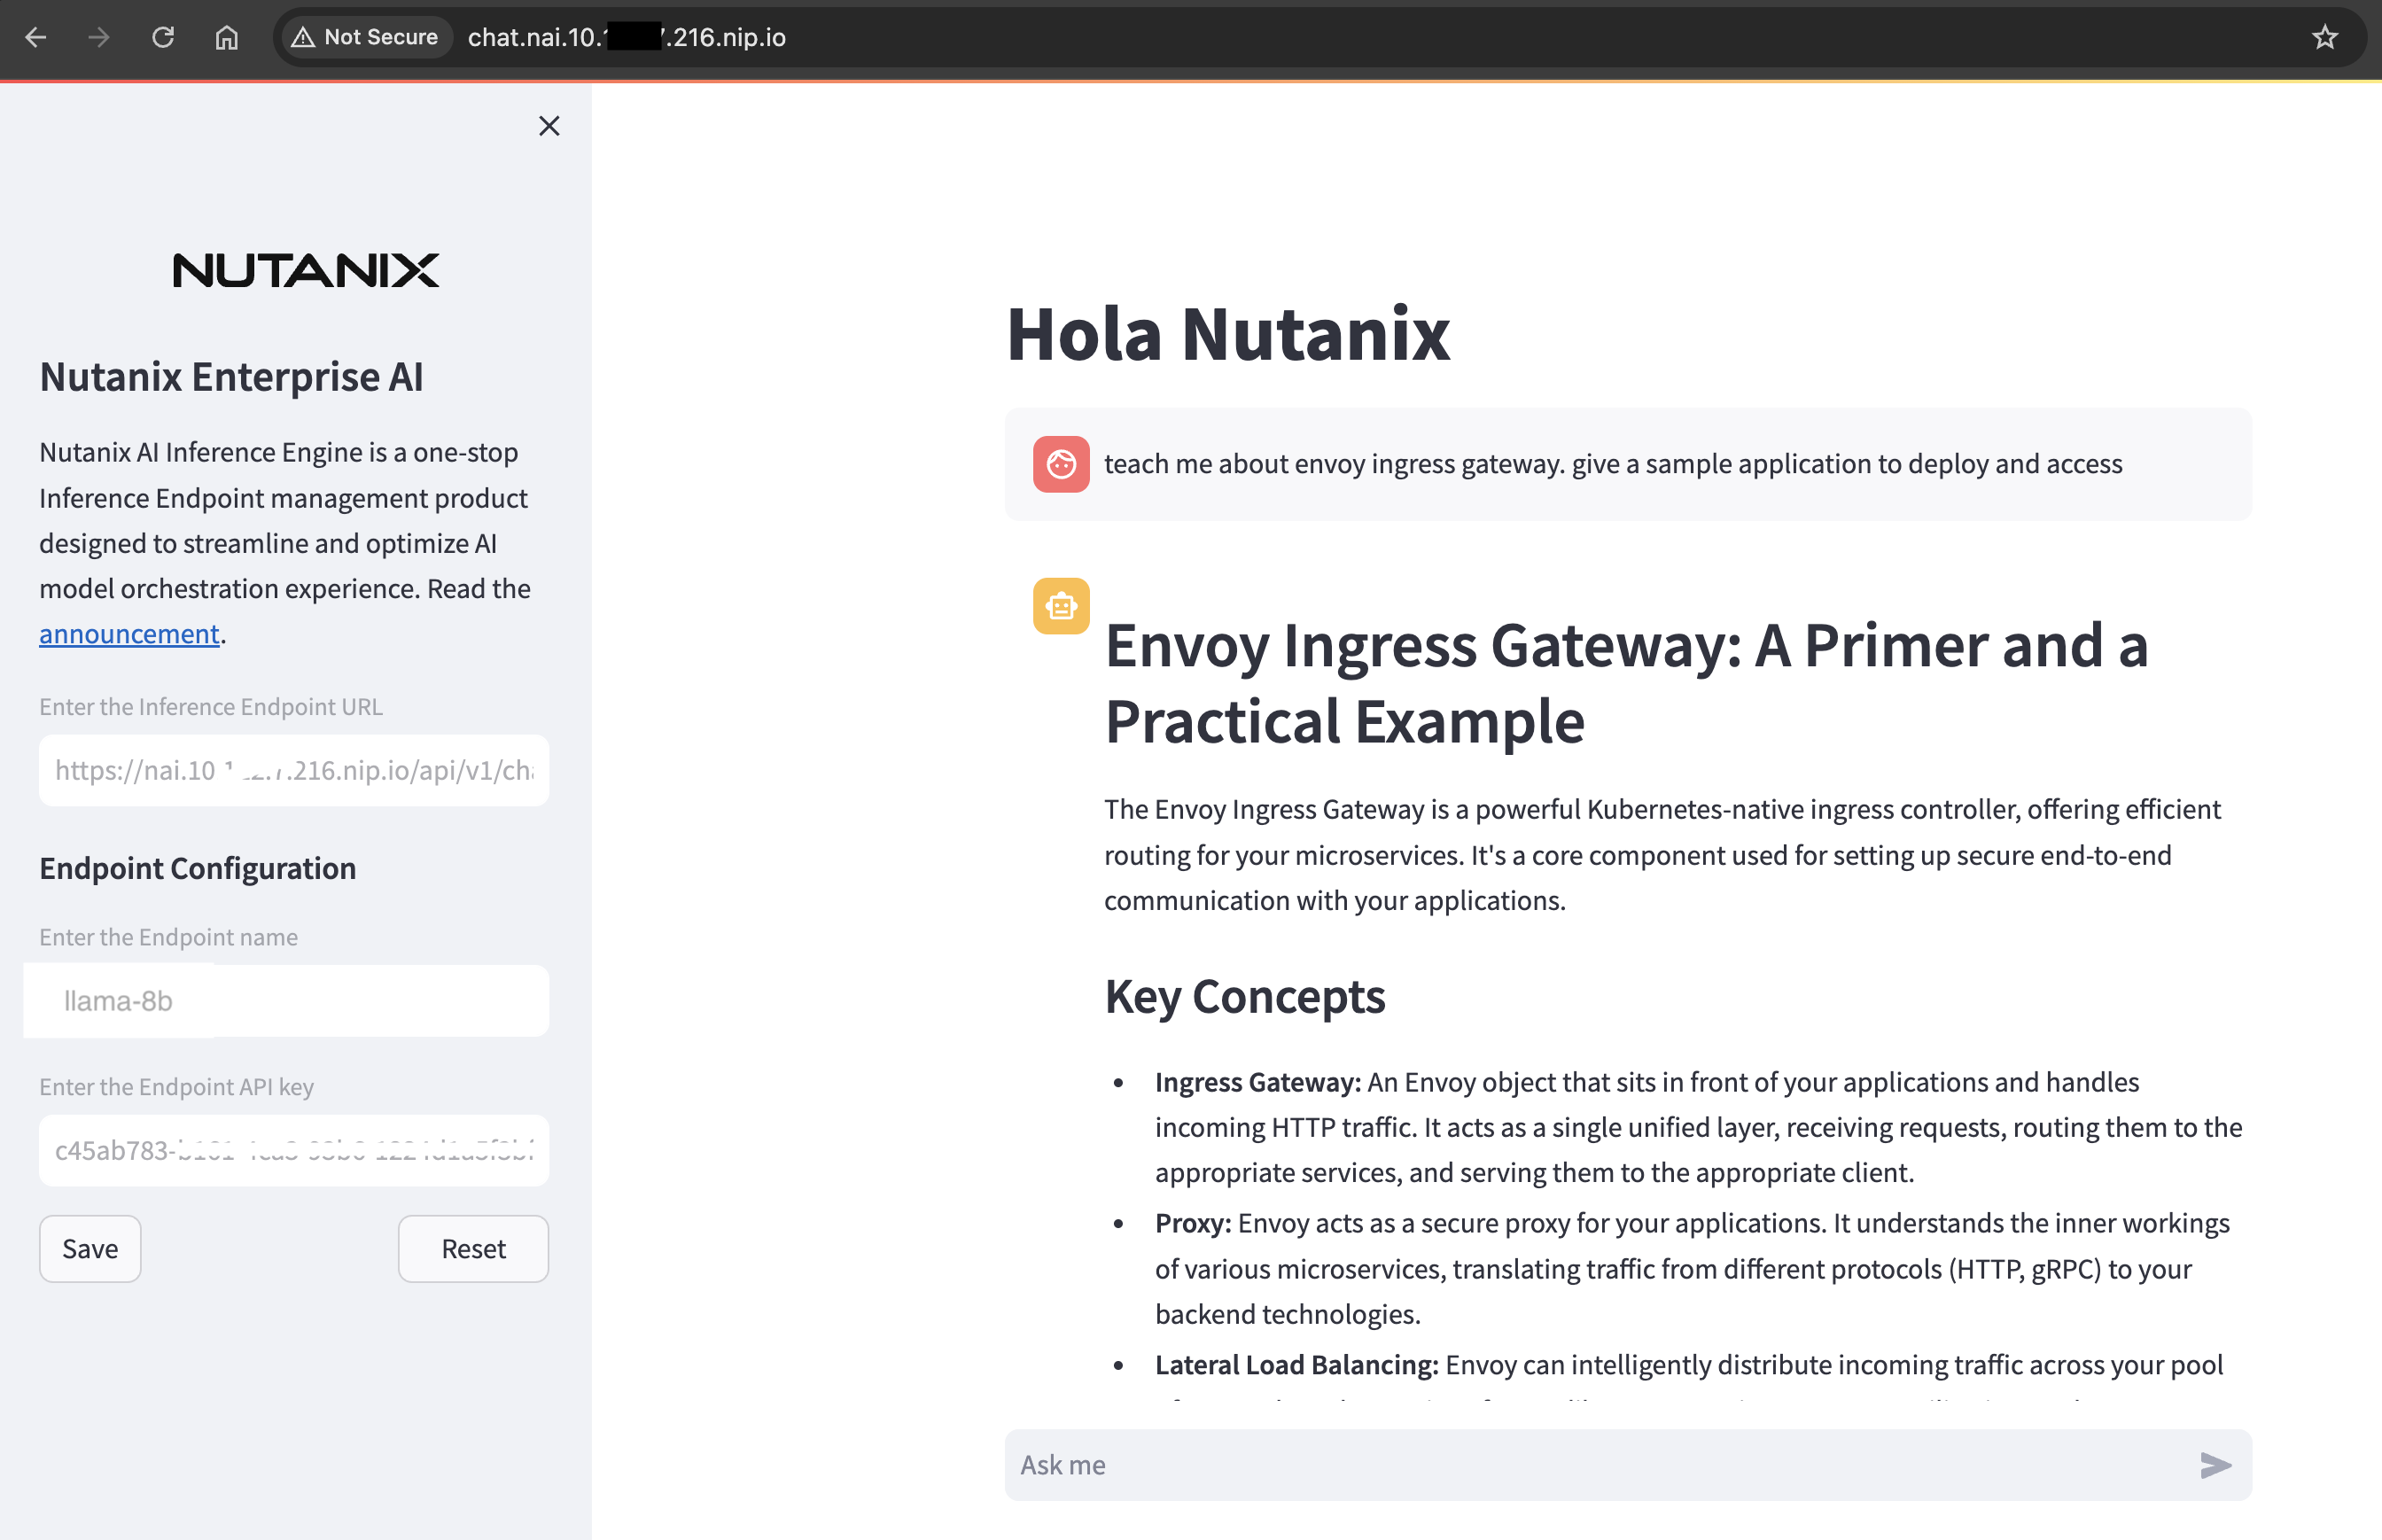 Not Secure chat.nai.10. .216.nip.io
NUTANIX
Nutanix Enterprise AI
Nutanix AI Inference Engine is a one-stop
Inference Endpoint management product
designed to streamline and optimize AI
model orchestration experience. Read the
announcement.
Enter the Inference Endpoint URL
https://nai.10 .216.nip.io/api/v1/cha
Endpoint Configuration
Enter the Endpoint name
llama-8b
Enter the Endpoint API key
c45ab783-
Save Reset
Hola Nutanix
teach me about envoy ingress gateway. give a sample application to deploy and access
Envoy Ingress Gateway: A Primer and a
Practical Example
The Envoy Ingress Gateway is a powerful Kubernetes-native ingress controller, offering efficient
routing for your microservices. It's a core component used for setting up secure end-to-end
communication with your applications.
Key Concepts
• Ingress Gateway: An Envoy object that sits in front of your applications and handles
incoming HTTP traffic. It acts as a single unified layer, receiving requests, routing them to the
appropriate services, and serving them to the appropriate client.
• Proxy: Envoy acts as a secure proxy for your applications. It understands the inner workings
of various microservices, translating traffic from different protocols (HTTP, gRPC) to your
backend technologies.
• Lateral Load Balancing: Envoy can intelligently distribute incoming traffic across your pool
Ask me